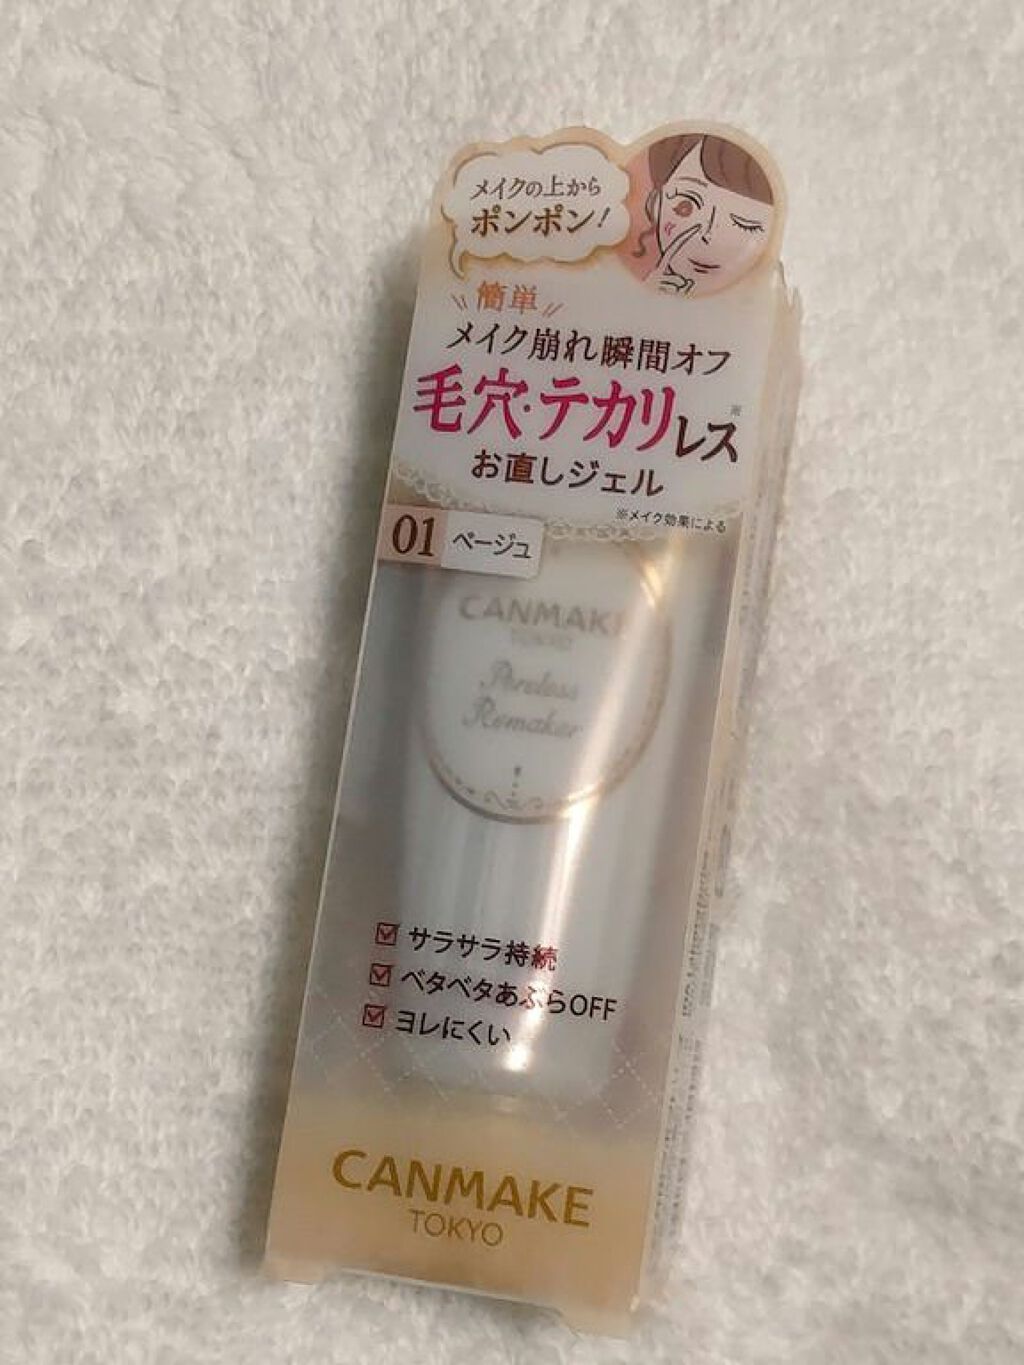 メイクの上から
ポンポン!
簡単
メイク崩れ瞬間オフ
毛穴・テカリレス※
お直しジェル
※メイク効果による
01 ベージュ
CANMAKE
TOKYO
Poreless
Remaker
サラサラ持続
ベタベタあぶらOFF
ヨレにくい
CANMAKE
TOKYO